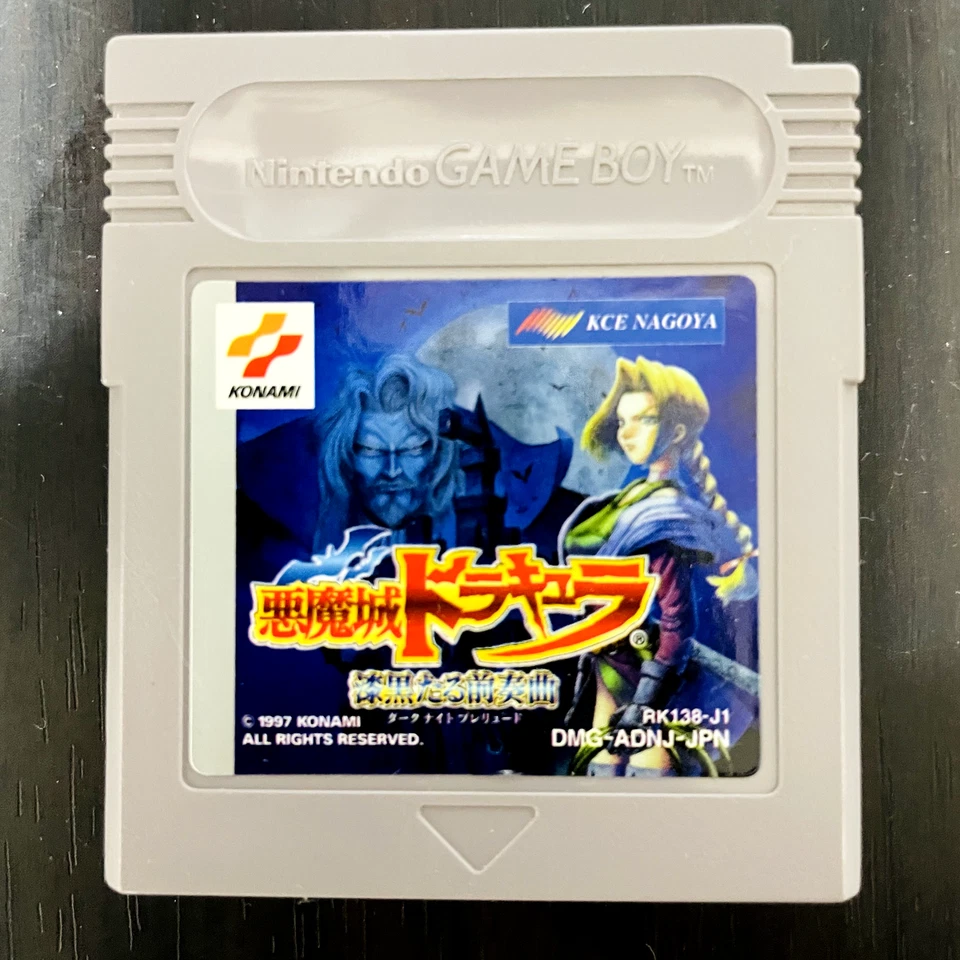 Nintendo GAME BOY™
KONAMI
KCE NAGOYA
悪魔城ドラキュラ®
漆黒たる前奏曲
ダークナイトプレリュード
© 1997 KONAMI
ALL RIGHTS RESERVED.
RK138-J1
DMG-ADNJ-JPN